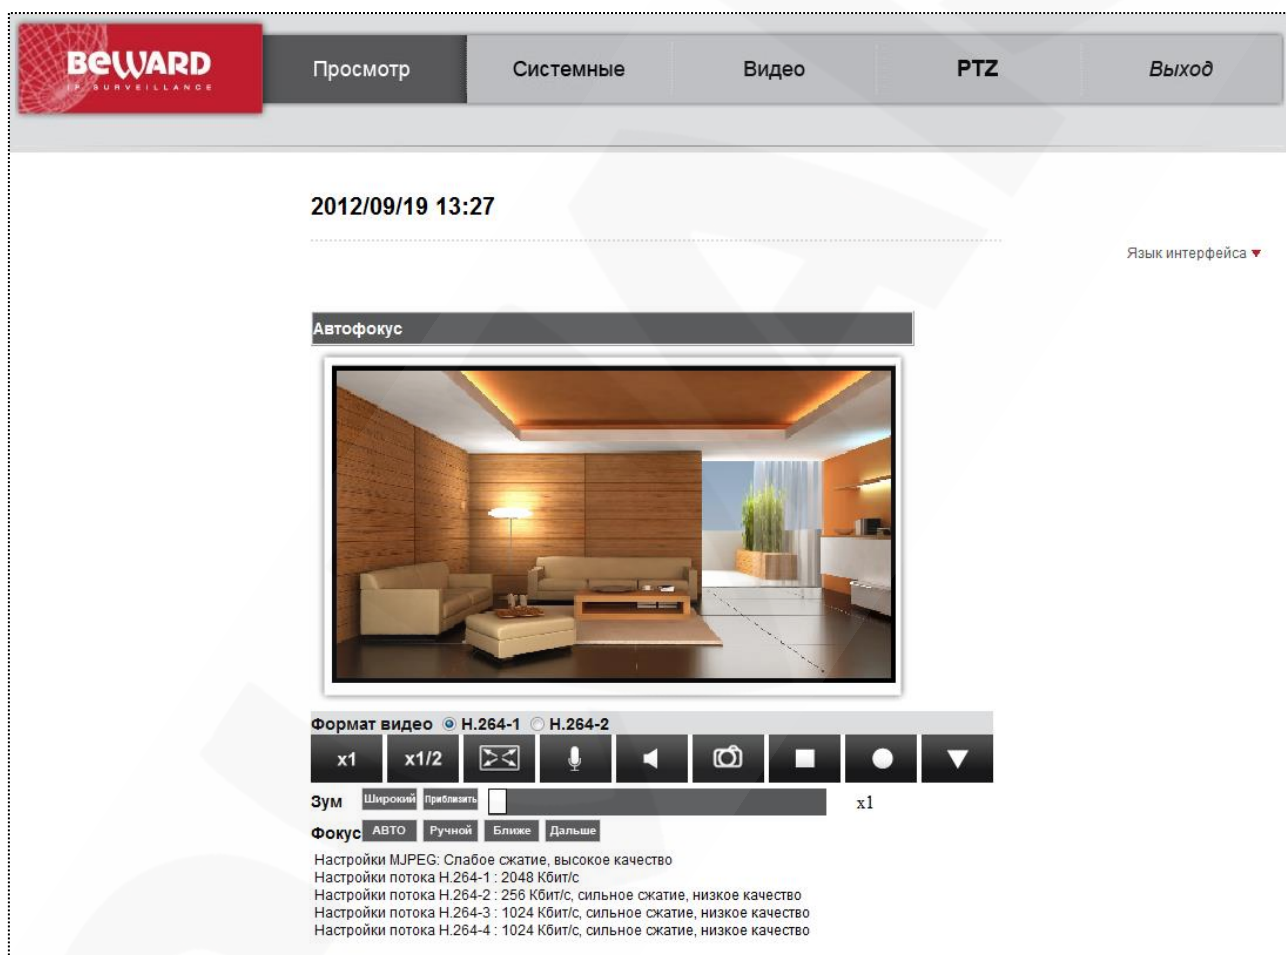 BEWARD
IP SURVEILLANCE
Просмотр Системные Видео PTZ Выход
2012/09/19 13:27
Язык интерфейса
Автофокус
Формат видео H.264-1 H.264-2
x1 x1/2
Зум Широкий Приблизить x1
Фокус АВТО Ручной Ближе Дальше
Настройки MJPEG: Слабое сжатие, высокое качество
Настройки потока H.264-1 : 2048 Кбит/с
Настройки потока H.264-2 : 256 Кбит/с, сильное сжатие, низкое качество
Настройки потока H.264-3 : 1024 Кбит/с, сильное сжатие, низкое качество
Настройки потока H.264-4 : 1024 Кбит/с, сильное сжатие, низкое качество